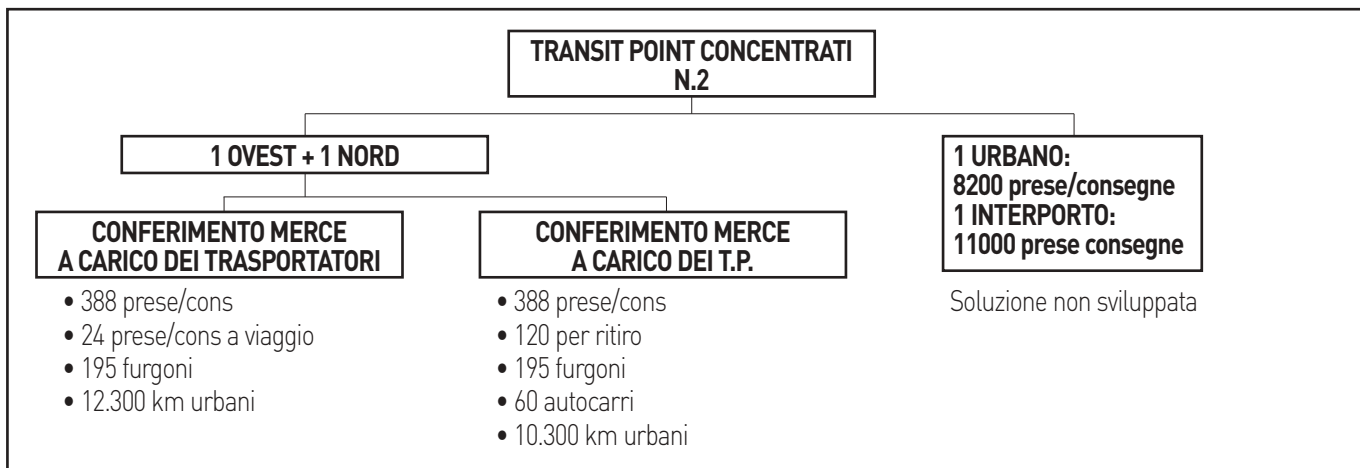 TRANSIT POINT CONCENTRATI
N.2
1 OVEST + 1 NORD
CONFERIMENTO MERCE
A CARICO DEI TRASPORTATORI
• 388 prese/cons
• 24 prese/cons a viaggio
• 195 furgoni
• 12.300 km urbani
CONFERIMENTO MERCE
A CARICO DEI T.P.
• 388 prese/cons
• 120 per ritiro
• 195 furgoni
• 60 autocarri
• 10.300 km urbani
1 URBANO:
8200 prese/consegne
1 INTERPORTO:
11000 prese consegne
Soluzione non sviluppata